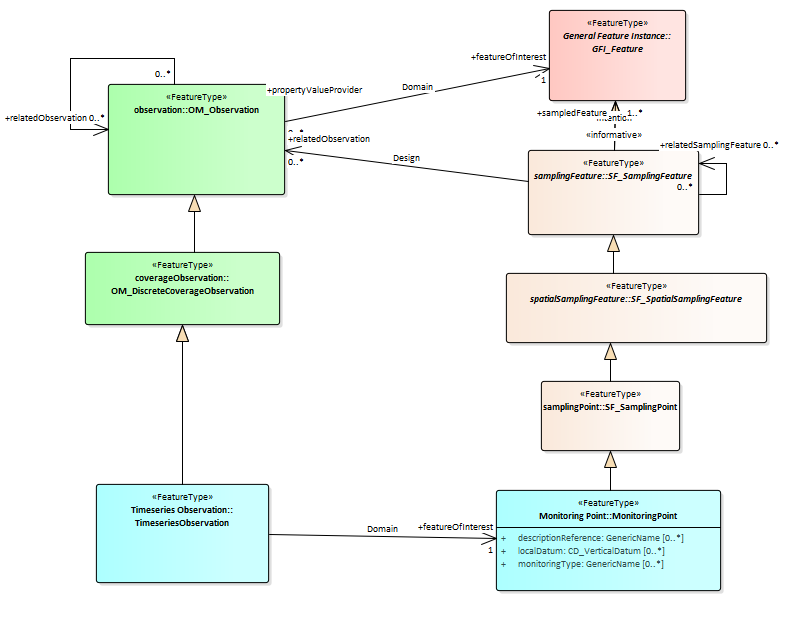 «FeatureType»
General Feature Instance::
GFI_Feature
+featureOfInterest
1
Domain
0..*
«FeatureType»
observation::OM_Observation
+propertyValueProvider
+relatedObservation 0..*
+sampledFeature 1..*
«informative»
+relatedObservation
0..*
Design
+relatedSamplingFeature 0..*
«FeatureType»
samplingFeature::SF_SamplingFeature
0..*
«FeatureType»
coverageObservation::
OM_DiscreteCoverageObservation
«FeatureType»
spatialSamplingFeature::SF_SpatialSamplingFeature
«FeatureType»
samplingPoint::SF_SamplingPoint
«FeatureType»
Timeseries Observation::
TimeseriesObservation
Domain
+featureOfInterest
1
«FeatureType»
Monitoring Point::MonitoringPoint
+ descriptionReference: GenericName [0..*]
+ localDatum: CD_VerticalDatum [0..*]
+ monitoringType: GenericName [0..*]